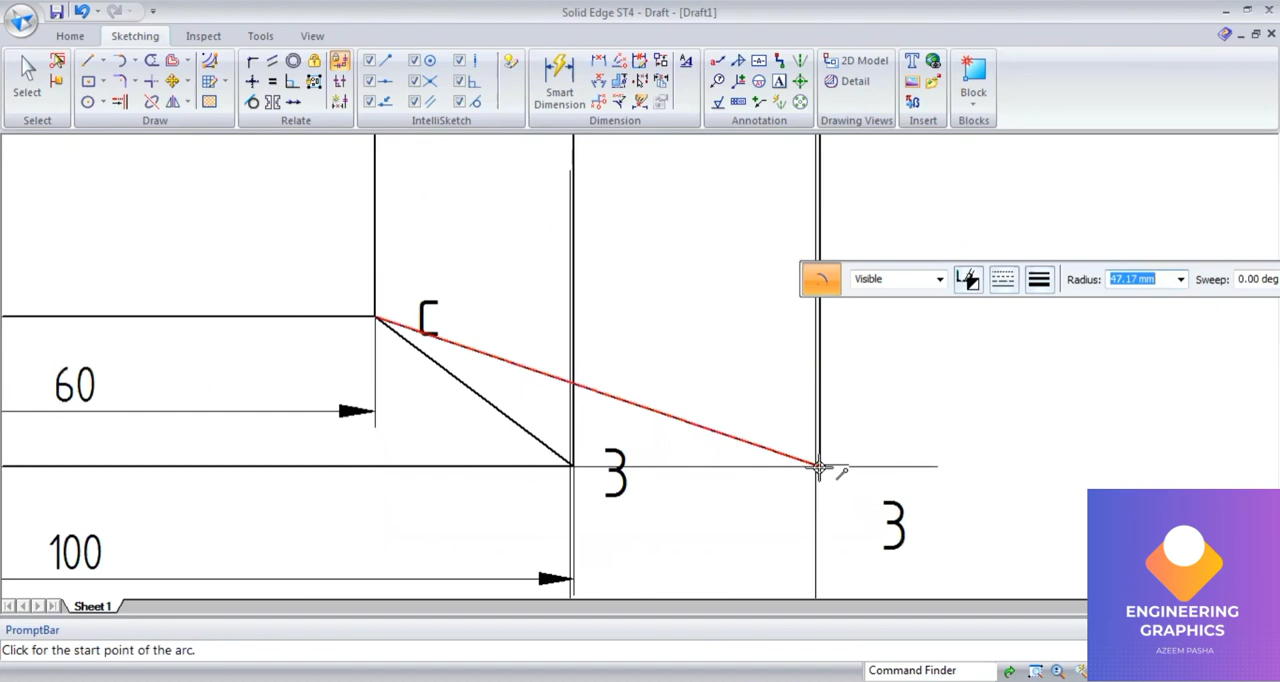 Solid Edge ST4 - Draft - [Draft1]
Home Sketching Inspect Tools View
Select
Smart
Dimension
A
T
2D Model
Detail
Block
Select Draw Relate IntelliSketch Dimension Annotation Drawing Views Insert Blocks
Visible Radius: 47.17 mm Sweep: 0.00 deg
C
60
3
3
100
Sheet1
PromptBar
Click for the start point of the arc.
Command Finder
ENGINEERING
GRAPHICS
AZEEM PASHA